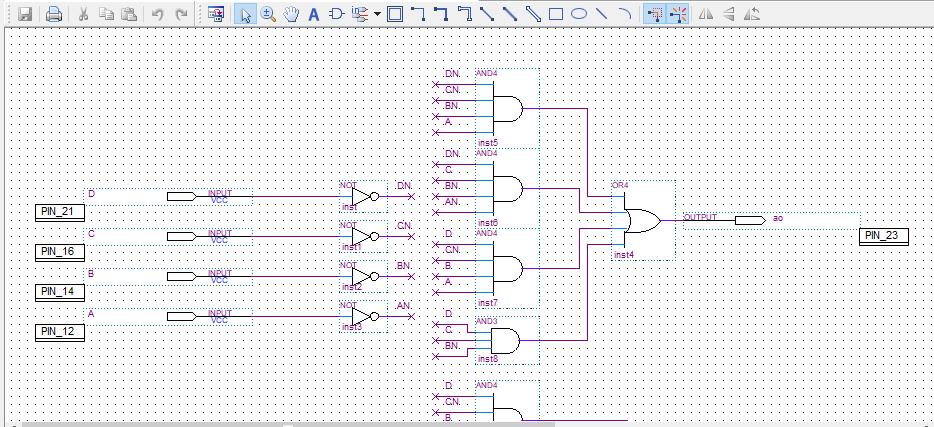 A
D
INPUT
VCC
PIN_21
C
INPUT
VCC
PIN_16
B
INPUT
VCC
PIN_14
A
INPUT
VCC
PIN_12
NOT
DN
inst
NOT
CN
inst1
NOT
BN
inst2
NOT
AN
inst3
AND4
DN
CN
BN
A
inst5
AND4
DN
C
BN
AN
inst6
AND4
D
CN
B
A
inst7
AND3
D
C
BN
inst8
AND4
D
CN
B
OR4
inst4
OUTPUT
ao
PIN_23